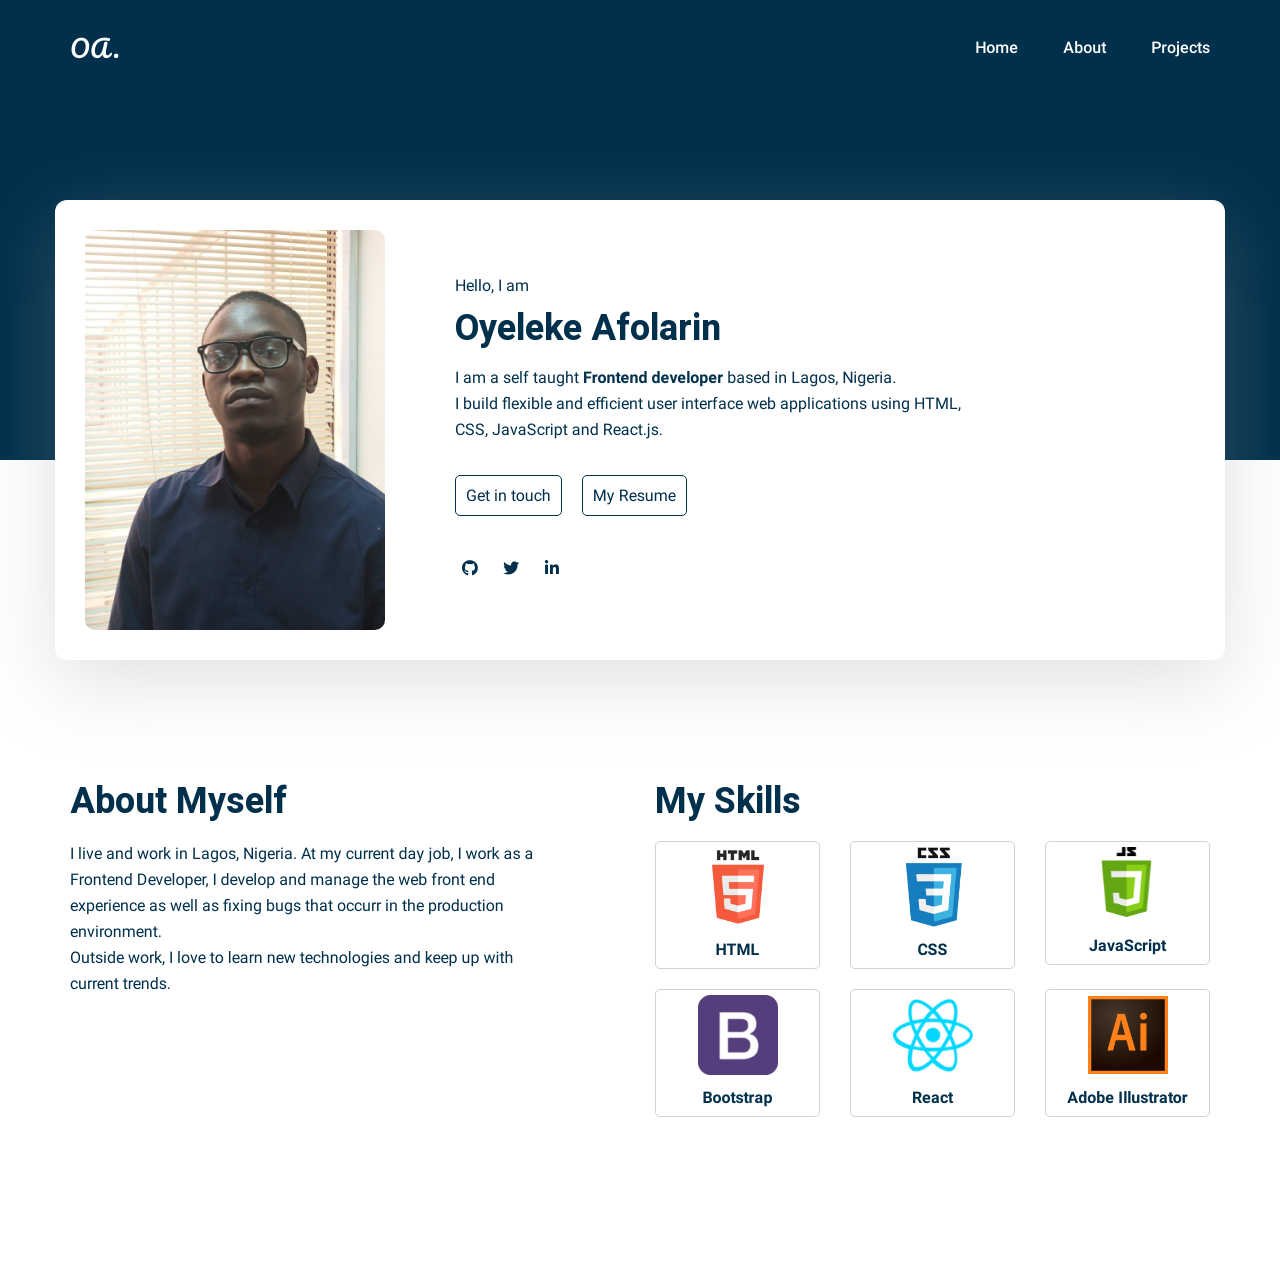 oa.
Home About Projects
Hello, I am
Oyeleke Afolarin
I am a self taught Frontend developer based in Lagos, Nigeria.
I build flexible and efficient user interface web applications using HTML,
CSS, JavaScript and React.js.
Get in touch My Resume
in
About Myself
I live and work in Lagos, Nigeria. At my current day job, I work as a
Frontend Developer, I develop and manage the web front end
experience as well as fixing bugs that occurr in the production
environment.
Outside work, I love to learn new technologies and keep up with
current trends.
My Skills
HTML CSS JS
5 3 J
HTML CSS JavaScript
B Ai
Bootstrap React Adobe Illustrator